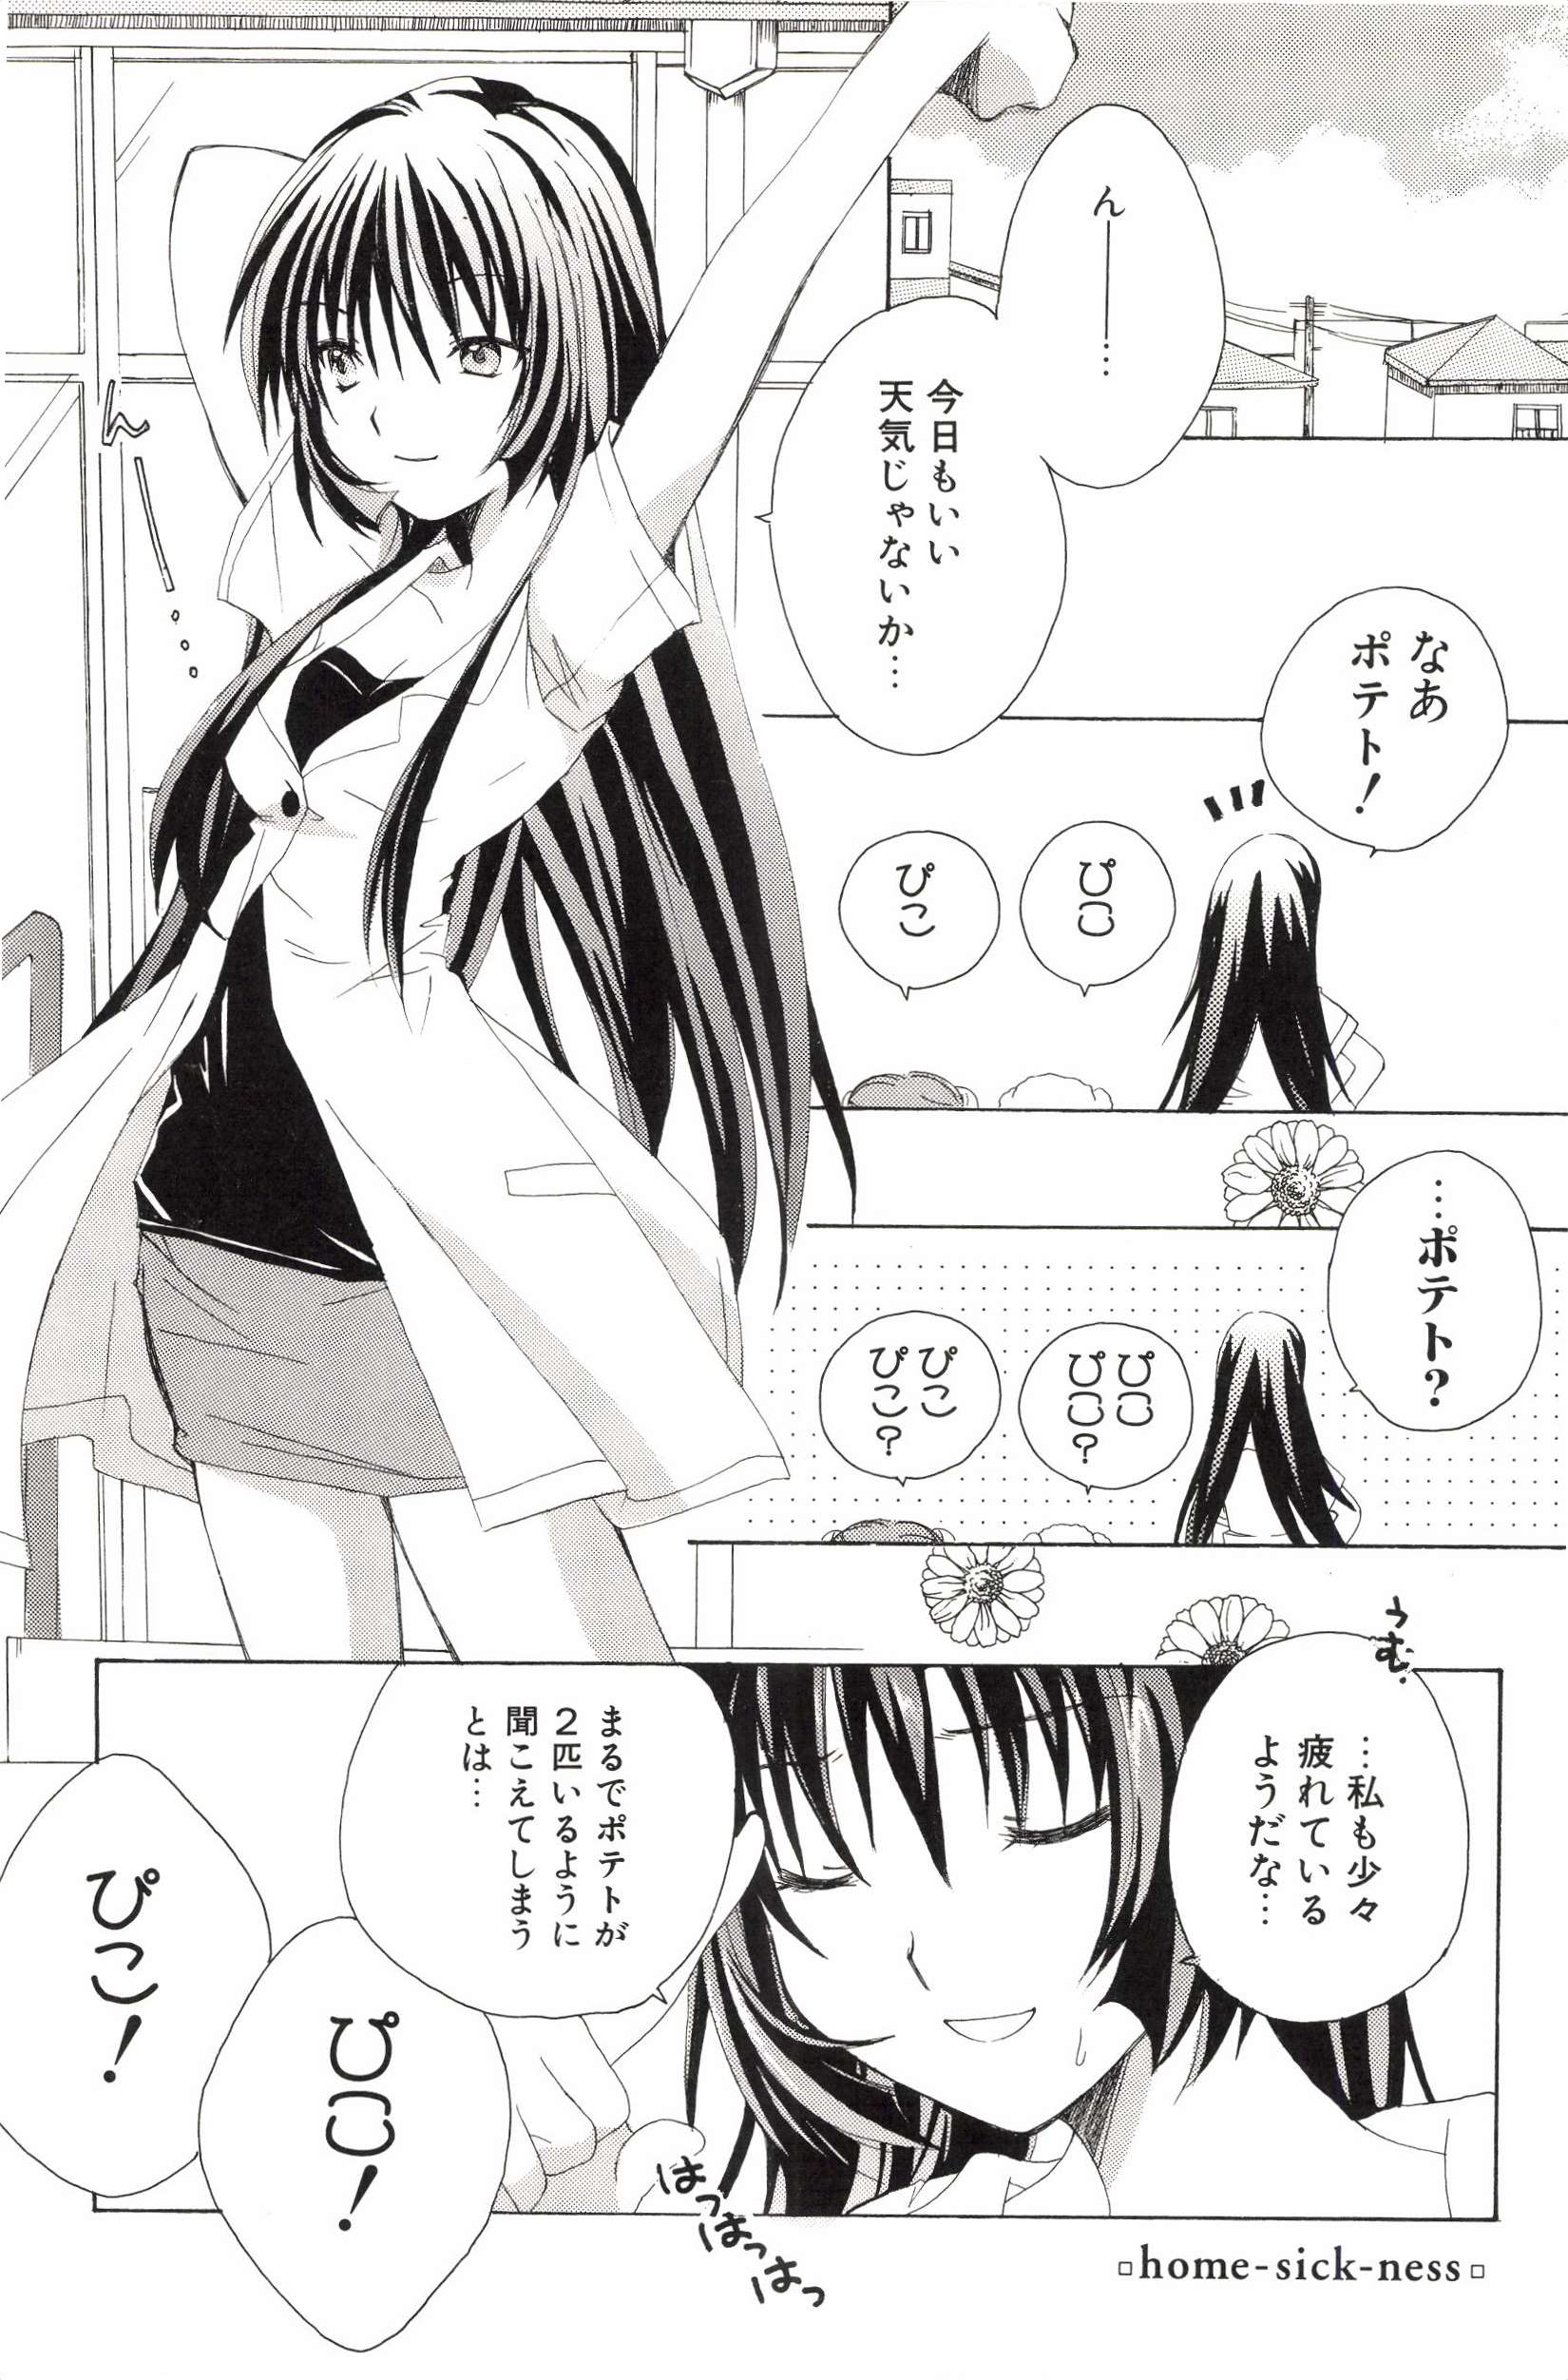 ん────…
今日もいい
天気じゃないか…
ん──…
なあ
ポテト！
ぴこ
ぴこ
…ポテト？
ぴこ
ぴこ？
ぴこ
ぴこ？
うむ.
…私も少々
疲れている
ようだな…
まるでポテトが
２匹いるように
聞こえてしまう
とは…
はっはっはっ
ぴこ！
ぴこ！
□home-sick-ness□